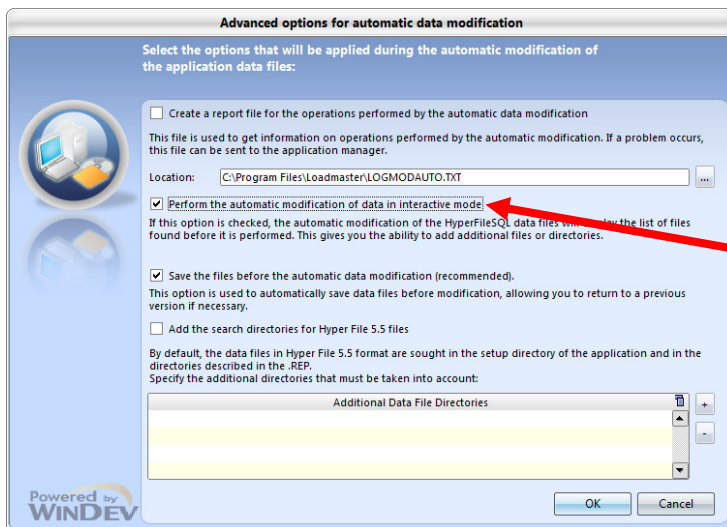 Advanced options for automatic data modification
Select the options that will be applied during the automatic modification of
the application data files:
Create a report file for the operations performed by the automatic data modification
This file is used to get information on operations performed by the automatic modification. If a problem occurs,
this file can be sent to the application manager.
Location: C:\Program Files\Loadmaster\LOGMODAUTO.TXT ...
Perform the automatic modification of data in interactive mode
If this option is checked, the automatic modification of the HyperFileSQL data files will display the list of files
found before it is performed. This gives you the ability to add additional files or directories.
Save the files before the automatic data modification (recommended).
This option is used to automatically save data files before modification, allowing you to return to a previous
version if necessary.
Add the search directories for Hyper File 5.5 files
By default, the data files in Hyper File 5.5 format are sought in the setup directory of the application and in the
directories described in the .REP.
Specify the additional directories that must be taken into account:
Additional Data File Directories
+
-
Powered by
WINDEV
OK Cancel